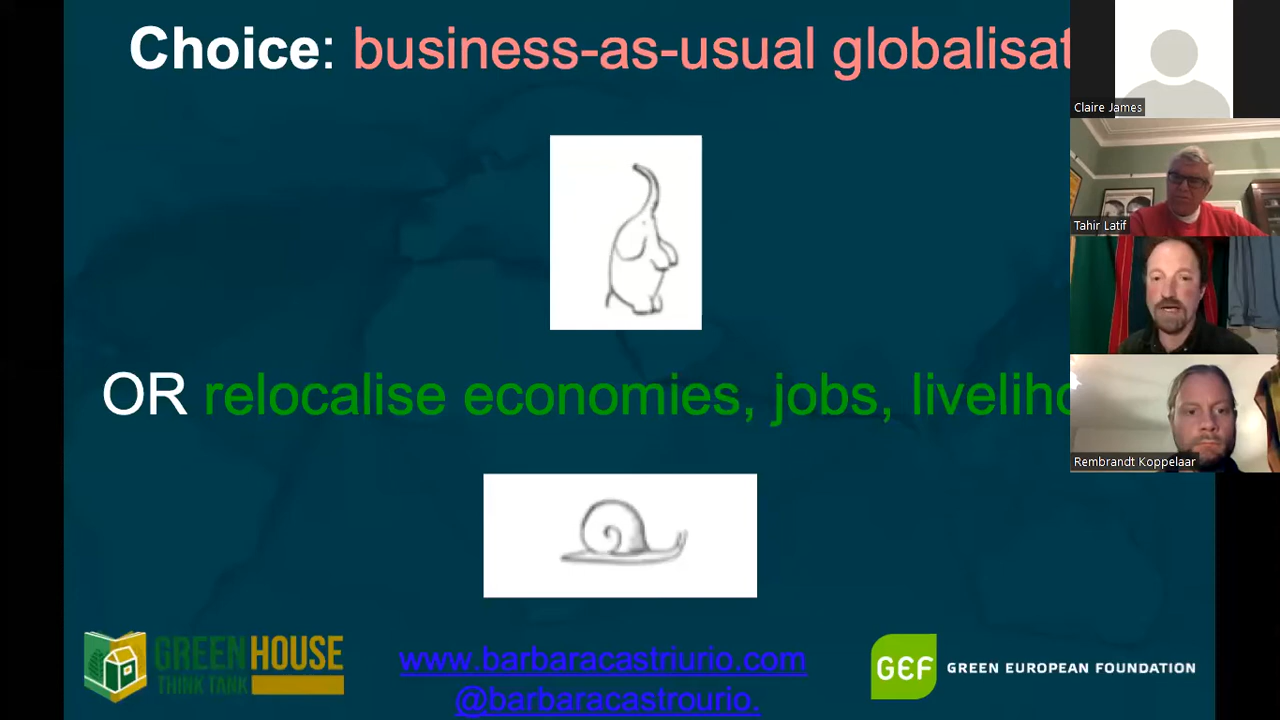 Choice: business-as-usual globalisat
Claire James
Tahir Latif
OR relocalise economies, jobs, liveliho
Rembrandt Koppelaar
GREEN HOUSE
THINK TANK
www.barbaracastriurio.com
@barbaracastrourio.
GEF GREEN EUROPEAN FOUNDATION